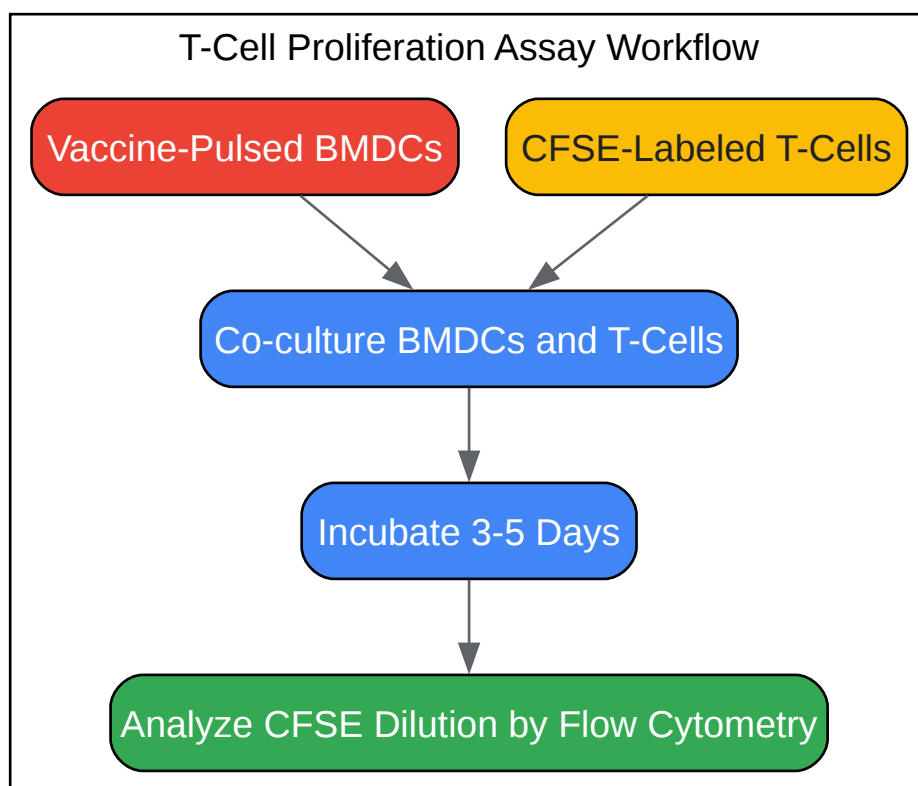 T-Cell Proliferation Assay Workflow
Vaccine-Pulsed BMDCs
CFSE-Labeled T-Cells
Co-culture BMDCs and T-Cells
Incubate 3-5 Days
Analyze CFSE Dilution by Flow Cytometry